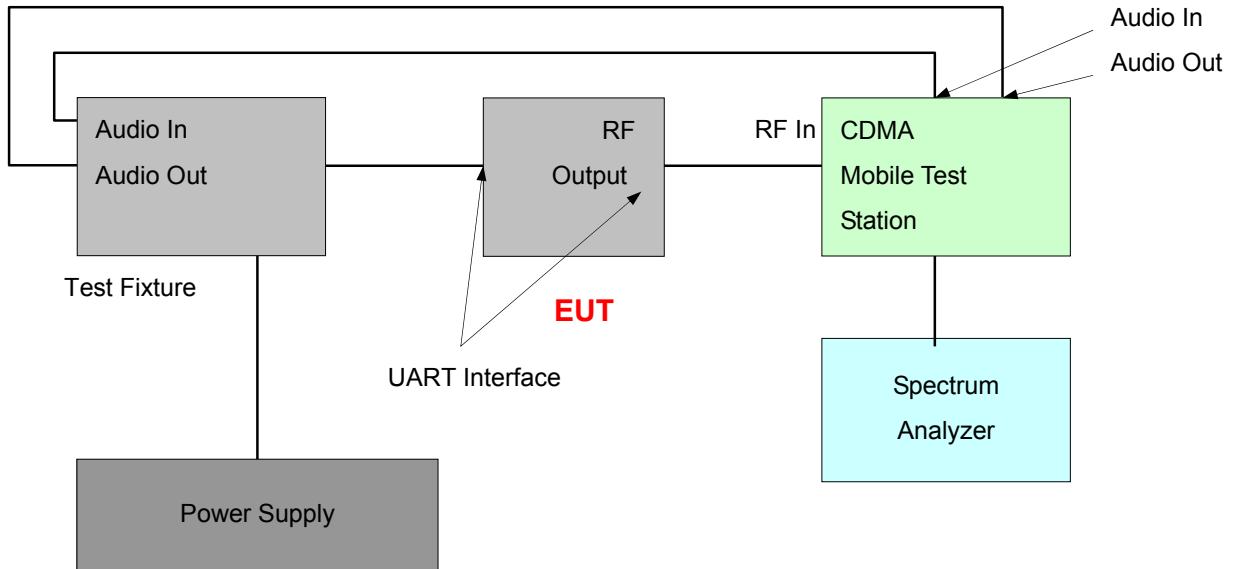 Audio In
Audio Out
Audio In
Audio Out
RF
Output
RF In
CDMA
Mobile Test
Station
Test Fixture
EUT
UART Interface
Spectrum
Analyzer
Power Supply